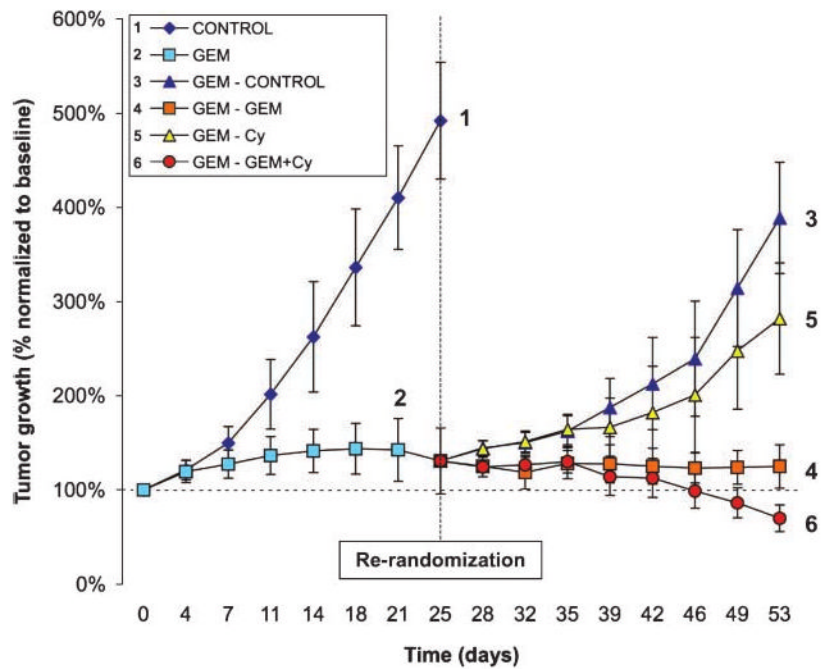 600%
500%
400%
300%
200%
100%
0%
Tumor growth (% normalized to baseline)
1 CONTROL
2 GEM
3 GEM - CONTROL
4 GEM - GEM
5 GEM - Cy
6 GEM - GEM+Cy
1
2
3
5
4
6
Re-randomization
0 4 7 11 14 18 21 25 28 32 35 39 42 46 49 53
Time (days)